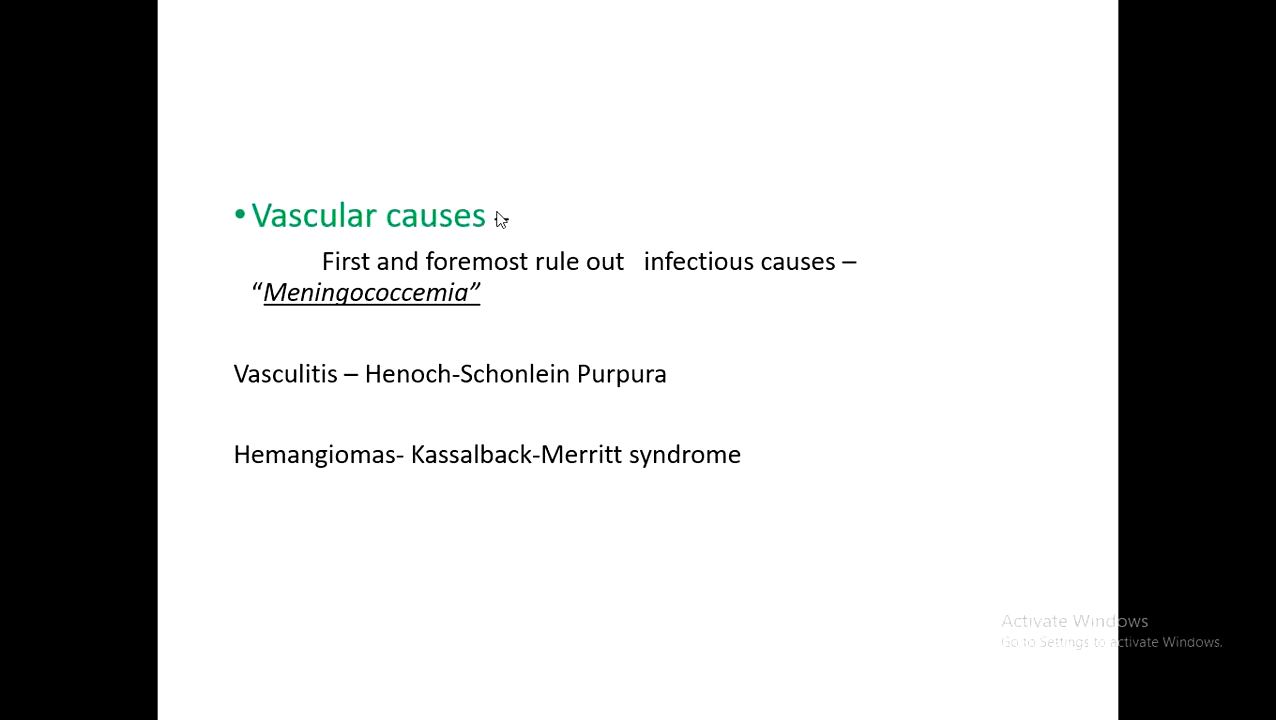 • Vascular causes -
First and foremost rule out infectious causes –
“Meningococcemia”
Vasculitis – Henoch-Schonlein Purpura
Hemangiomas- Kassalback-Merritt syndrome
Activate Windows
Go to Settings to activate Windows.